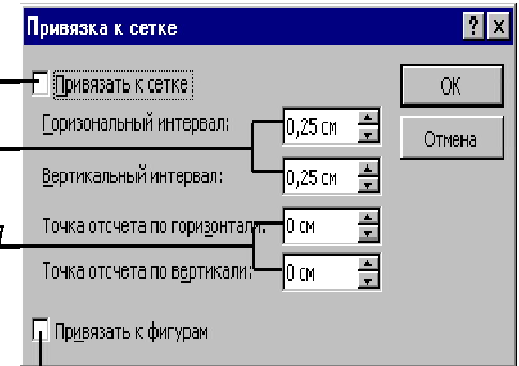 Привязка к сетке
Привязать к сетке
ОК
Горизональный интервал: 0,25 см
Отмена
Вертикальный интервал: 0,25 см
Точка отсчета по горизонтали: 0 см
Точка отсчета по вертикали: 0 см
Привязать к фигурам